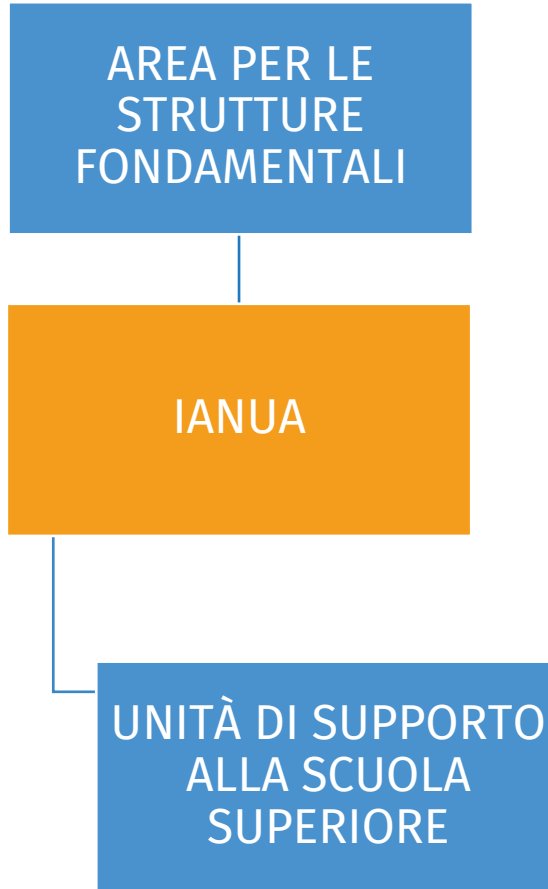 AREA PER LE
STRUTTURE
FONDAMENTALI
IANUA
UNITÀ DI SUPPORTO
ALLA SCUOLA
SUPERIORE